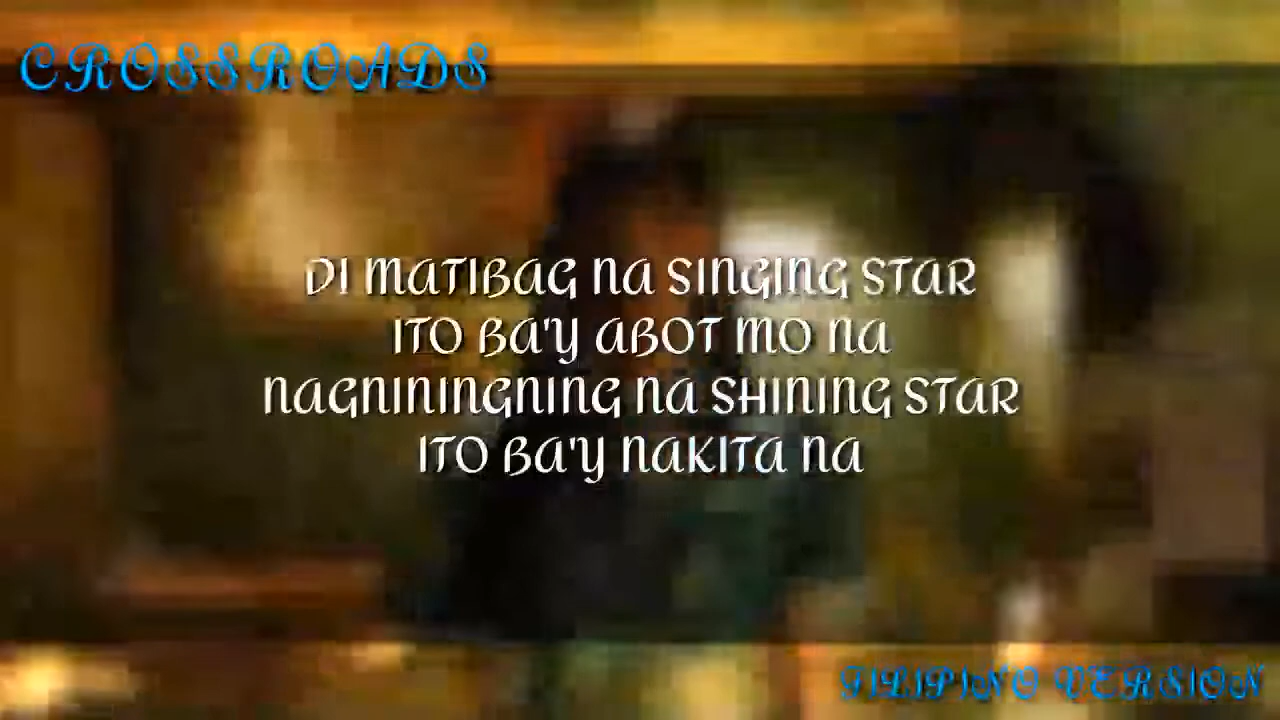 CROSSROADS
DI MATIBAG NA SINGING STAR
ITO BA'Y ABOT MO NA
NAGNININGNING NA SHINING STAR
ITO BA'Y NAKITA NA
FILIPINO VERSION